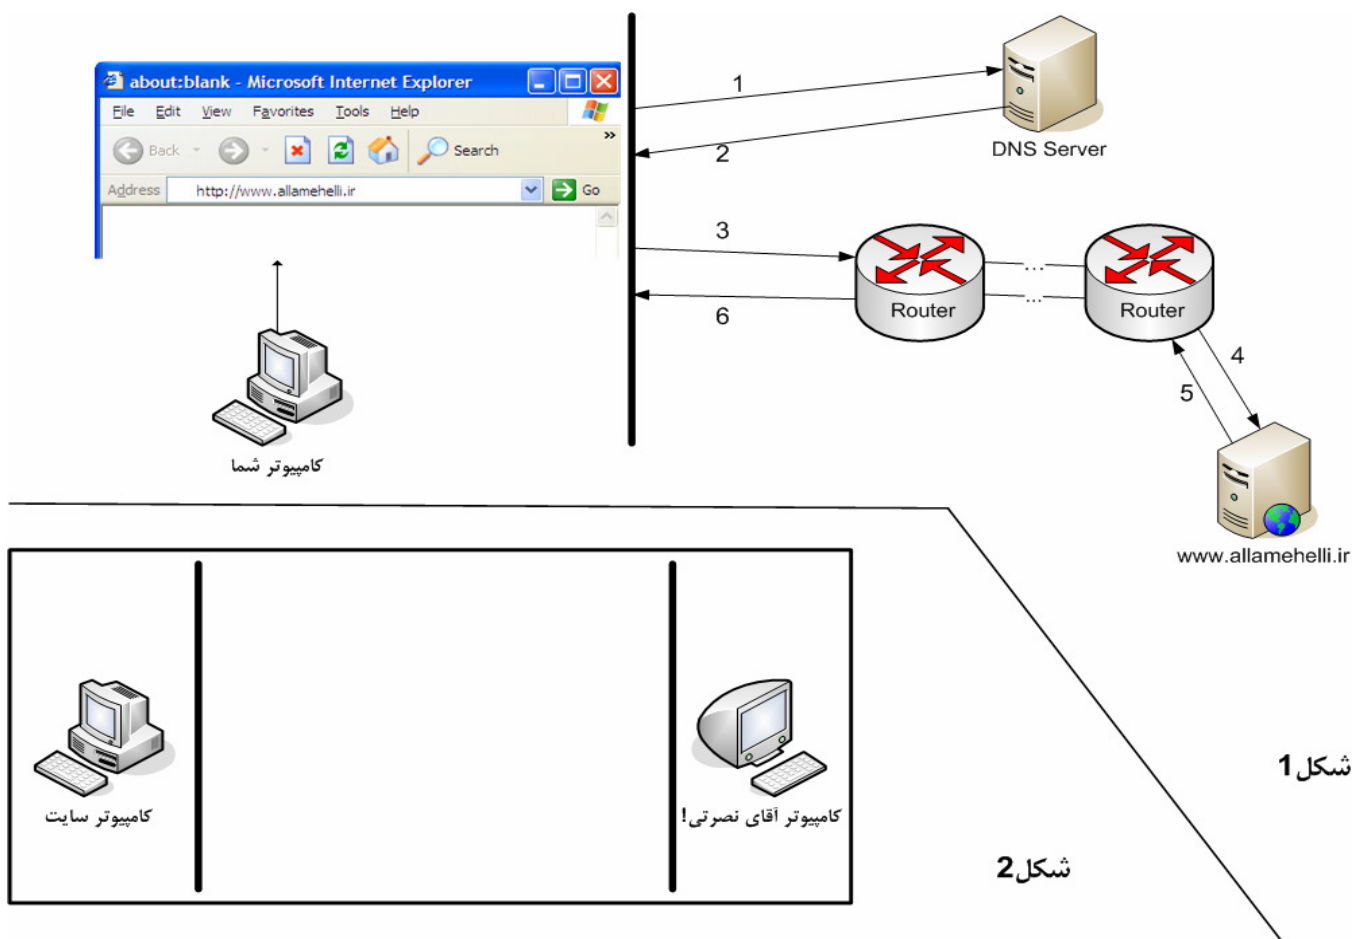 about:blank - Microsoft Internet Explorer
File Edit View Favorites Tools Help
Back Search »
Address http://www.allamehelli.ir Go
کامپیوتر شما
1
2
DNS Server
3
6
... 
...
Router
Router
4
5
www.allamehelli.ir
شکل1
کامپیوتر سایت
کامپیوتر آقای نصرتی!
شکل2